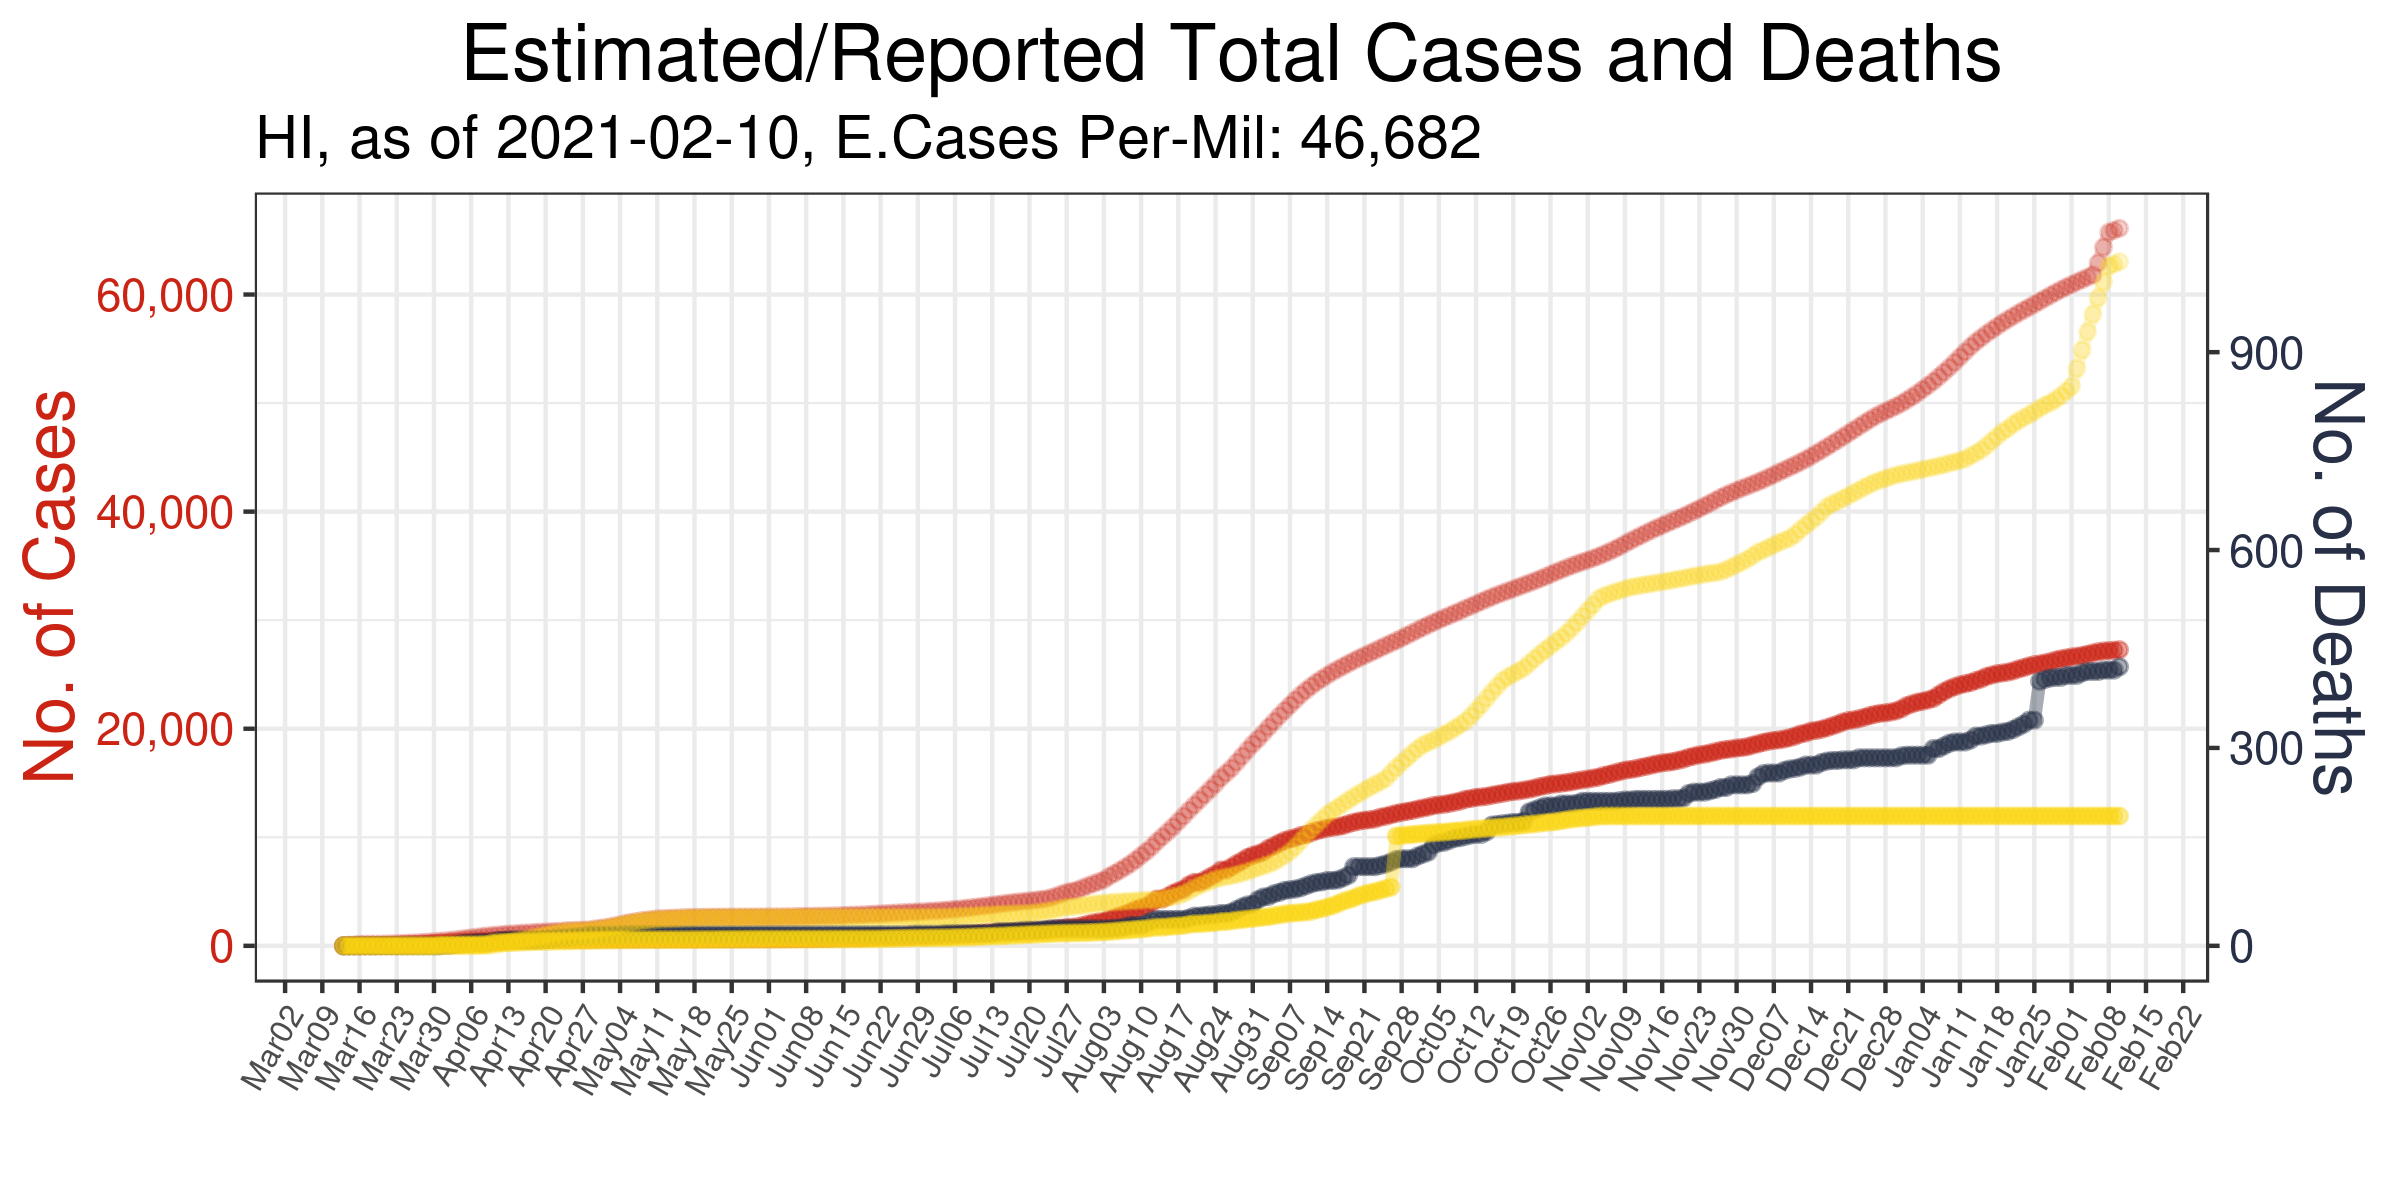 Estimated/Reported Total Cases and Deaths
HI, as of 2021-02-10, E.Cases Per-Mil: 46,682
No. of Cases
60,000
40,000
20,000
0
900
600
300
0
No. of Deaths
Mar02
Mar09
Mar16
Mar23
Mar30
Apr06
Apr13
Apr20
Apr27
May04
May11
May18
May25
Jun01
Jun08
Jun15
Jun22
Jun29
Jul06
Jul13
Jul20
Jul27
Aug03
Aug10
Aug17
Aug24
Aug31
Sep07
Sep14
Sep21
Sep28
Oct05
Oct12
Oct19
Oct26
Nov02
Nov09
Nov16
Nov23
Nov30
Dec07
Dec14
Dec21
Dec28
Jan04
Jan11
Jan18
Jan25
Feb01
Feb08
Feb15
Feb22